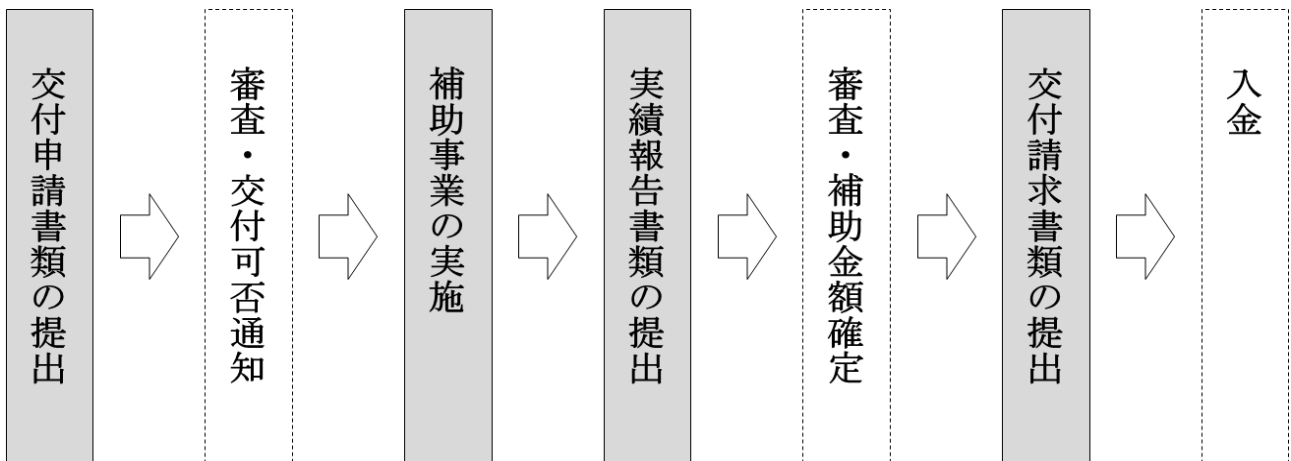 交付申請書類の提出
審査・交付可否通知
補助事業の実施
実績報告書類の提出
審査・補助金額確定
交付請求書類の提出
入金